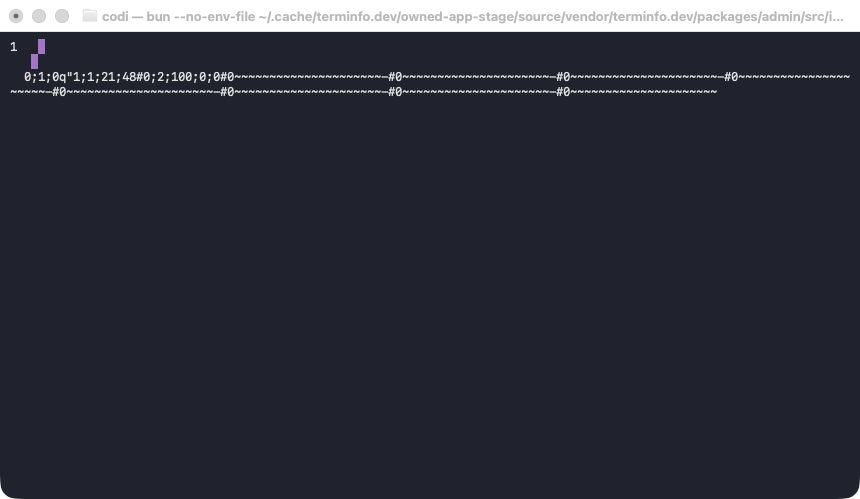 1
0;1;0q"1;1;21;48#0;2;100;0;0#0~~~~~~~~~~~~~~~~~~~~~-#0~~~~~~~~~~~~~~~~~~~~~-#0~~~~~~~~~~~~~~~~~~~~~-#0~~~~~~~~~~~~~~~~
~~~~~-#0~~~~~~~~~~~~~~~~~~~~~-#0~~~~~~~~~~~~~~~~~~~~~-#0~~~~~~~~~~~~~~~~~~~~~-#0~~~~~~~~~~~~~~~~~~~~~
codi — bun --no-env-file ~/.cache/terminfo.dev/owned-app-stage/source/vendor/terminfo.dev/packages/admin/src/i…